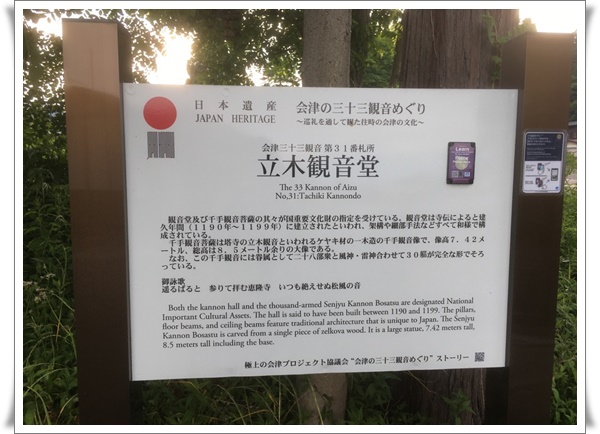 日本遺産
JAPAN HERITAGE
会津の三十三観音めぐり
～巡礼を通して観た往時の会津の文化～
会津三十三観音 第３１番札所
立木観音堂
The 33 Kannon of Aizu
No,31:Tachiki Kannondo
観音堂及び千手観音菩薩の其々が国重要文化財の指定を受けている。観音堂は寺伝によると建
久年間（１１９０年～１１９９年）に建立されたといわれ、架構や細部手法などすべて和様で構
成されている。
千手観音菩薩は塔寺の立木観音といわれるケヤキ材の一木造の千手観音像で、像高７．４２メ
ートル、総高は８．５メートル余りの大像である。
なお、この千手観音には眷属として二十八部衆と風神・雷神合わせて３０躯が完全な形でそろ
っている。
御詠歌
遥るばると　参りて拝む恵隆寺　いつも絶えせぬ松風の音
Both the kannon hall and the thousand-armed Senjyu Kannon Bosatsu are designated National
Important Cultural Assets. The hall is said to have been built between 1190 and 1199. The pillars,
floor beams, and ceiling beams feature traditional architecture that is unique to Japan. The Senjyu
Kannon Bosastu is carved from a single piece of zelkova wood. It is a large statue, 7.42 meters tall,
8.5 meters tall including the base.
極上の会津プロジェクト協議会“会津の三十三観音めぐり”ストーリー